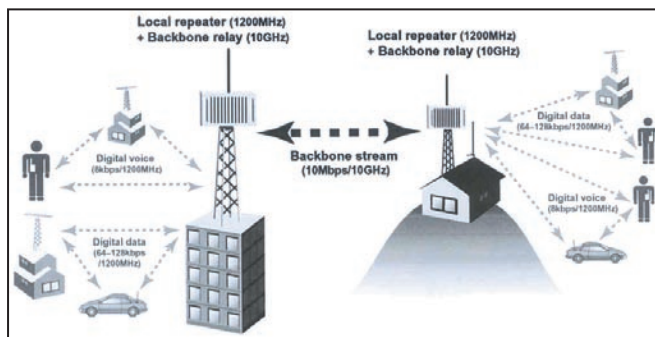 Local repeater (1200MHz)
+ Backbone relay (10GHz)
Local repeater (1200MHz)
+ Backbone relay (10GHz)
Digital voice
(8kbps/1200MHz)
Digital data
(64–128kbps
/1200MHz)
Backbone stream
(10Mbps/10GHz)
Digital data
(64–128kbps/1200MHz)
Digital voice
(8kbps/1200MHz)